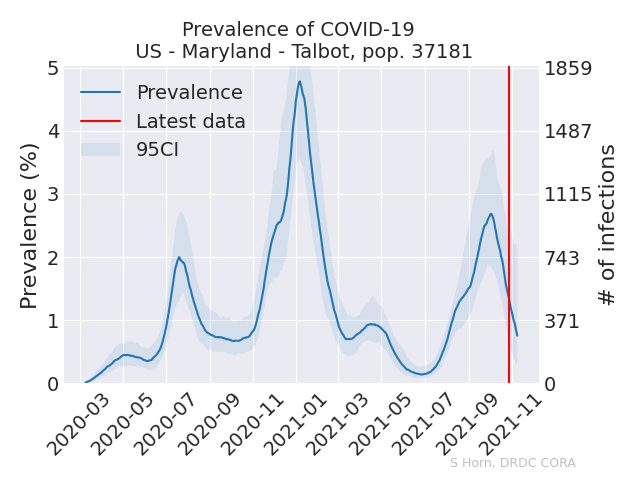 Prevalence of COVID-19
US - Maryland - Talbot, pop. 37181
Prevalence
Latest data
95CI
Prevalence (%)
5
4
3
2
1
0
1859
1487
1115
743
371
0
# of infections
2020-03
2020-05
2020-07
2020-09
2020-11
2021-01
2021-03
2021-05
2021-07
2021-09
2021-11
S Horn, DRDC CORA